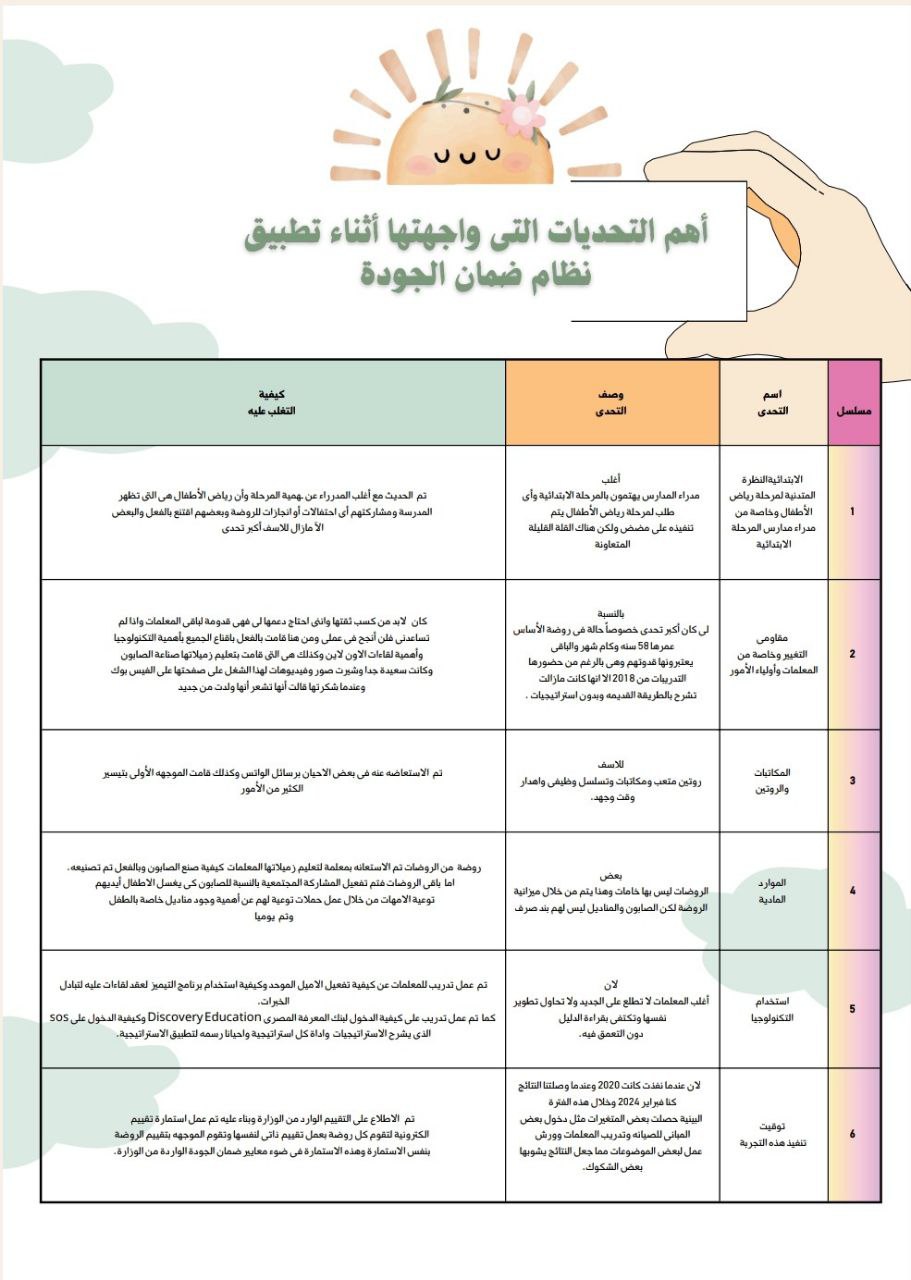 أهم التحديات التى واجهتها أثناء تطبيق
نظام ضمان الجودة
مسلسل
اسم
التحدى
وصف
التحدى
كيفية
التغلب عليه
1
الابتدائيةالنظرة
المتدنية لمرحلة رياض
الأطفال وخاصة من
مدراء مدارس المرحلة
الابتدائية
أغلب
مدراء المدارس يهتمون بالمرحلة الابتدائية وأى
طلب لمرحلة رياض الأطفال يتم
تنفيذه على مضض ولكن هناك القلة القليلة
المتعاونة
تم الحديث مع أغلب المدرراء عن .همية المرحلة وأن رياض الأطفال هى التى تظهر
المدرسة ومشاركتهم أى احتفالات أو انجازات للروضة وبعضهم اقتنع بالفعل والبعض
الآ مازال للاسف أكبر تحدى
2
مقاومى
التغيير وخاصة من
المعلمات وأولياء الأمور
بالنسبة
لى كان أكبر تحدى خصوصاً حالة فى روضة الأساس
عمرها 58 سنه وكام شهر والباقى
يعتبرونها قدوتهم وهى بالرغم من حضورها
التدريبات من 2018 الا انها كانت مازالت
تشرح بالطريقة القديمه وبدون استراتيجيات .
كان لابد من كسب ثقتها واننى احتاج دعمها لى فهى قدومة لباقى المعلمات واذا لم
تساعدنى فلن أنجح فى عملى ومن هنا قامت بالفعل باقناع الجميع بأهمية التكنولوجيا
وأهمية لقاءات الاون لاين وكذلك هى التى قامت بتعليم زميلاتها صناعة الصابون
وكانت سعيدة جدا وشيرت صور وفيديوهات لهذا الشغل على صفحتها على الفيس بوك
وعندما شكرتها قالت أنها تشعر أنها ولدت من جديد
3
المكاتبات
والروتين
للاسف
روتين متعب ومكاتبات وتسلسل وظيفى واهدار
وقت وجهد.
تم الاستعاضه عنه فى بعض الاحيان برسائل الواتس وكذلك قامت الموجهه الأولى بتيسير
الكثير من الأمور
4
الموارد
المادية
بعض
الروضات ليس بها خامات وهذا يتم من خلال ميزانية
الروضة لكن الصابون والمناديل ليس لهم بند صرف
روضة من الروضات تم الاستعانه بمعلمة لتعليم زميلاتها المعلمات كيفية صنع الصابون وبالفعل تم تصنيعه .
اما باقى الروضات فتم تفعيل المشاركة المجتمعية بالنسبة للصابون كى يغسل الاطفال أيديهم
توعية الامهات من خلال عمل حملات توعية لهم عن أهمية وجود مناديل خاصة بالطفل
وتم يوميا
5
استخدام
التكنولوجيا
لان
أغلب المعلمات لا تطلع على الجديد ولا تحاول تطوير
نفسها وتكتفى بقراءة الدليل
دون التعمق فيه.
تم عمل تدريب للمعلمات عن كيفية تفعيل الاميل الموحد وكيفية استخدام برنامج التيميز لعقد لقاءات عليه لتبادل
الخبرات.
كما تم عمل تدريب على كيفية الدخول لبنك المعرفة المصرى Discovery Education وكيفية الدخول على sos
الذى يشرح الاستراتيجيات واداة كل استراتيجية واحيانا رسمه لتطبيق الاستراتيجية.
6
توقيت
تنفيذ هذه التجربة
لان عندما نفذت كانت 2020 وعندما وصلتنا النتائج
كنا فبراير 2024 وخلال هذه الفترة
البينية حصلت بعض المتغيرات مثل دخول بعض
المبانى للصيانه وتدريب المعلمات وورش
عمل لبعض الموضوعات مما جعل النتائج يشوبها
بعض الشكوك.
تم الاطلاع على التقييم الوارد من الوزارة وبناء عليه تم عمل استمارة تقييم
الكترونية لتقوم كل روضة بعمل تقييم ذاتى لنفسها وتقوم الموجهه بتقييم الروضة
بنفس الاستمارة وهذه الاستمارة فى ضوء معايير ضمان الجودة الواردة من الوزارة.